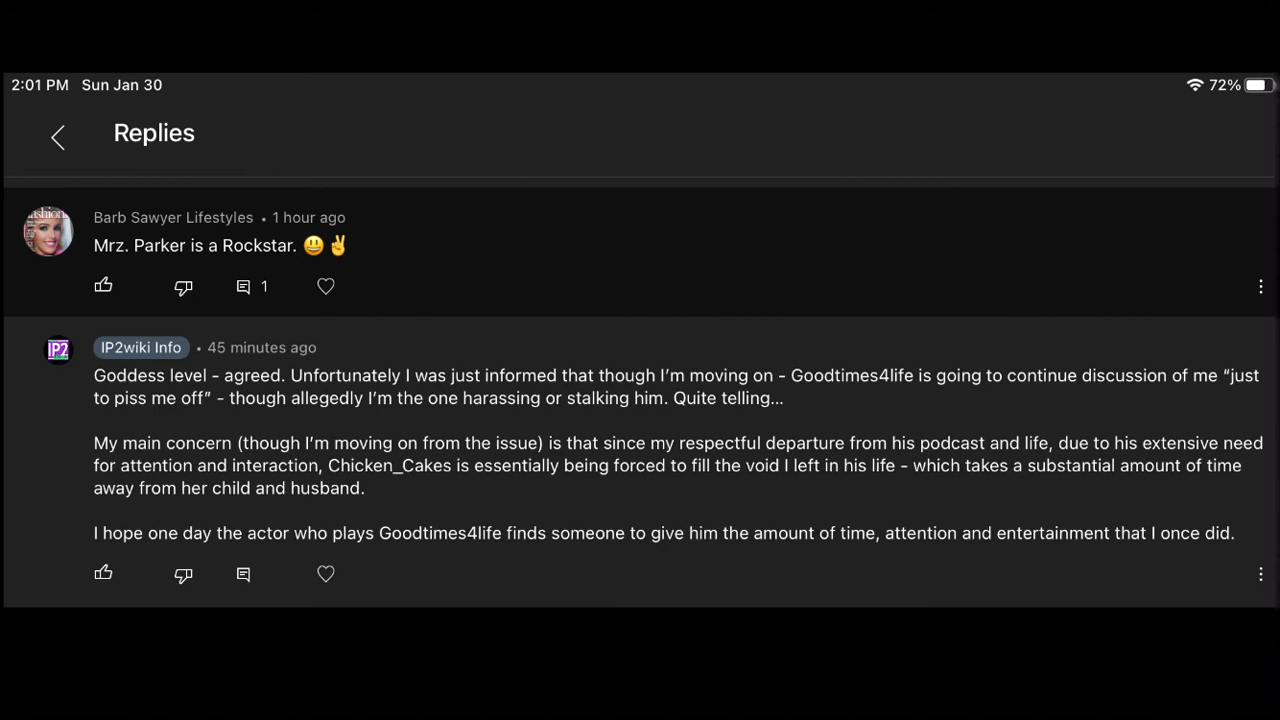 2:01 PM Sun Jan 30 72%
Replies
Barb Sawyer Lifestyles • 1 hour ago
Mrz. Parker is a Rockstar. 😃✌️
1
IP2
IP2wiki Info • 45 minutes ago
Goddess level - agreed. Unfortunately I was just informed that though I’m moving on - Goodtimes4life is going to continue discussion of me “just
to piss me off” - though allegedly I’m the one harassing or stalking him. Quite telling...
My main concern (though I’m moving on from the issue) is that since my respectful departure from his podcast and life, due to his extensive need
for attention and interaction, Chicken_Cakes is essentially being forced to fill the void I left in his life - which takes a substantial amount of time
away from her child and husband.
I hope one day the actor who plays Goodtimes4life finds someone to give him the amount of time, attention and entertainment that I once did.